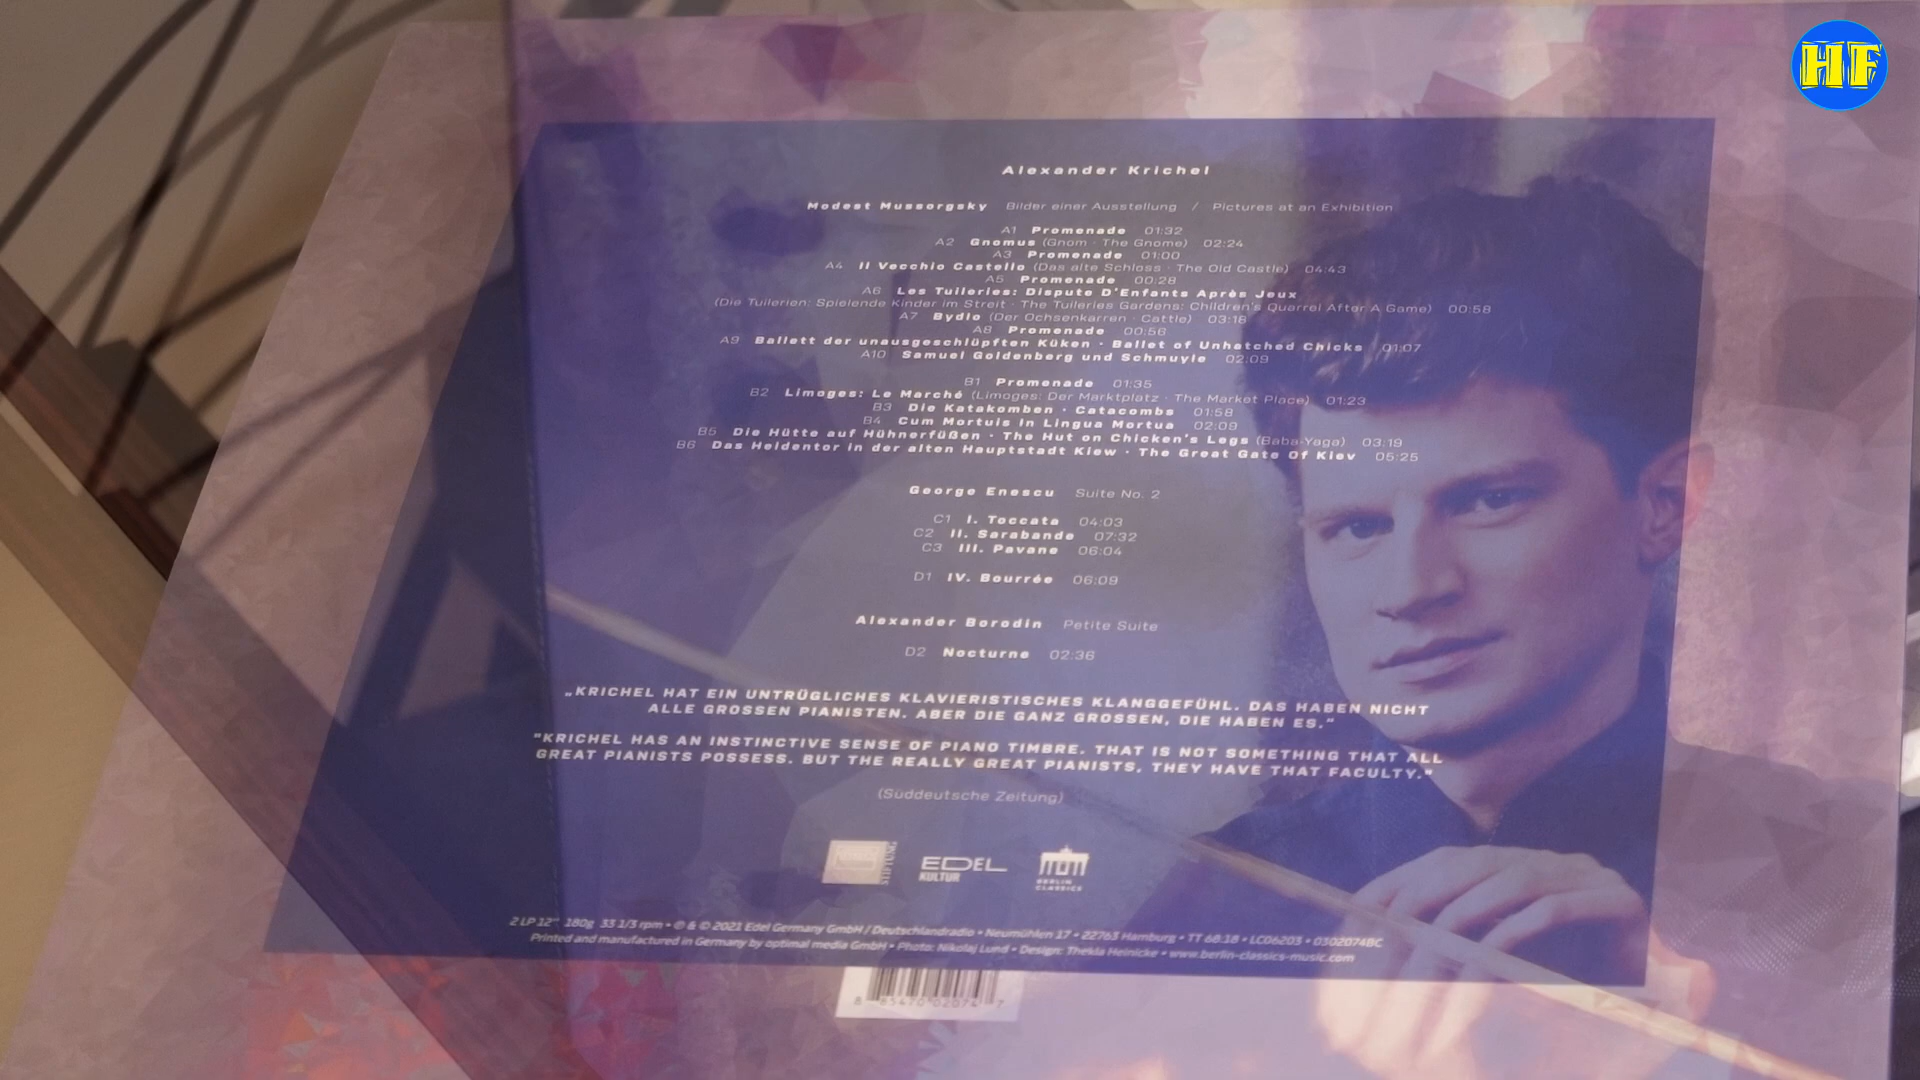 HF
Alexander Krichel
Modest Mussorgsky Bilder einer Ausstellung / Pictures at an Exhibition
A1 Promenade 01:32
A2 Gnomus (Gnom · The Gnome) 02:24
A3 Promenade 01:00
A4 Il Vecchio Castello (Das alte Schloss · The Old Castle) 04:43
A5 Promenade 00:28
A6 Les Tuileries: Dispute D'Enfants Après Jeux
(Die Tuilerien: Spielende Kinder im Streit · The Tuileries Gardens: Children's Quarrel After A Game) 00:58
A7 Bydlo (Der Ochsenkarren · Cattle) 03:18
A8 Promenade 00:56
A9 Ballett der unausgeschlüpften Küken · Ballet of Unhatched Chicks 01:07
A10 Samuel Goldenberg und Schmuyle 02:09
B1 Promenade 01:35
B2 Limoges: Le Marché (Limoges: Der Marktplatz · The Market Place) 01:23
B3 Die Katakomben · Catacombs 01:58
B4 Cum Mortuis In Lingua Mortua 02:09
B5 Die Hütte auf Hühnerfüßen · The Hut on Chicken's Legs (Baba-Yaga) 03:19
B6 Das Heldentor in der alten Hauptstadt Kiew · The Great Gate Of Kiev 05:25
George Enescu Suite No. 2
C1 I. Toccata 04:03
C2 II. Sarabande 07:32
C3 III. Pavane 06:04
D1 IV. Bourrée 06:09
Alexander Borodin Petite Suite
D2 Nocturne 02:36
„KRICHEL HAT EIN UNTRÜGLICHES KLAVIERISTISCHES KLANGGEFÜHL. DAS HABEN NICHT
ALLE GROSSEN PIANISTEN. ABER DIE GANZ GROSSEN, DIE HABEN ES."
"KRICHEL HAS AN INSTINCTIVE SENSE OF PIANO TIMBRE. THAT IS NOT SOMETHING THAT ALL
GREAT PIANISTS POSSESS. BUT THE REALLY GREAT PIANISTS, THEY HAVE THAT FACULTY."
(Süddeutsche Zeitung)
STIFTUNG
EDEL
KULTUR
BERLIN
CLASSICS
2 LP 12" 180g 33 1/3 rpm • ℗ & © 2021 Edel Germany GmbH / Deutschlandradio • Neumühlen 17 • 22763 Hamburg • TT 68:18 • LC06203 • 0302074BC
Printed and manufactured in Germany by optimal media GmbH • Photo: Nikolaj Lund • Design: Thekla Heinicke • www.berlin-classics-music.com
8 85470 02074 7